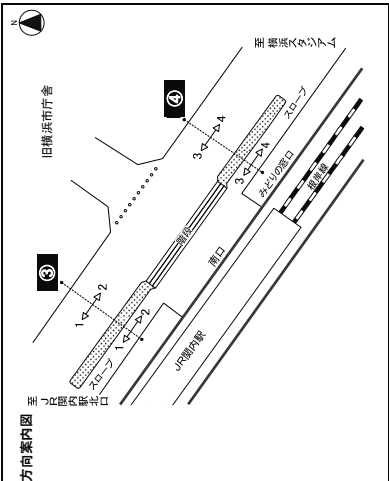 N
至 横浜スタジアム
旧横浜市庁舎
④
3
4
スロープ
3
4
みどりの窓口
根岸線
③
1
2
階段
南口
1
2
スロープ
JR関内駅
至 JR関内駅北口
方向案内図